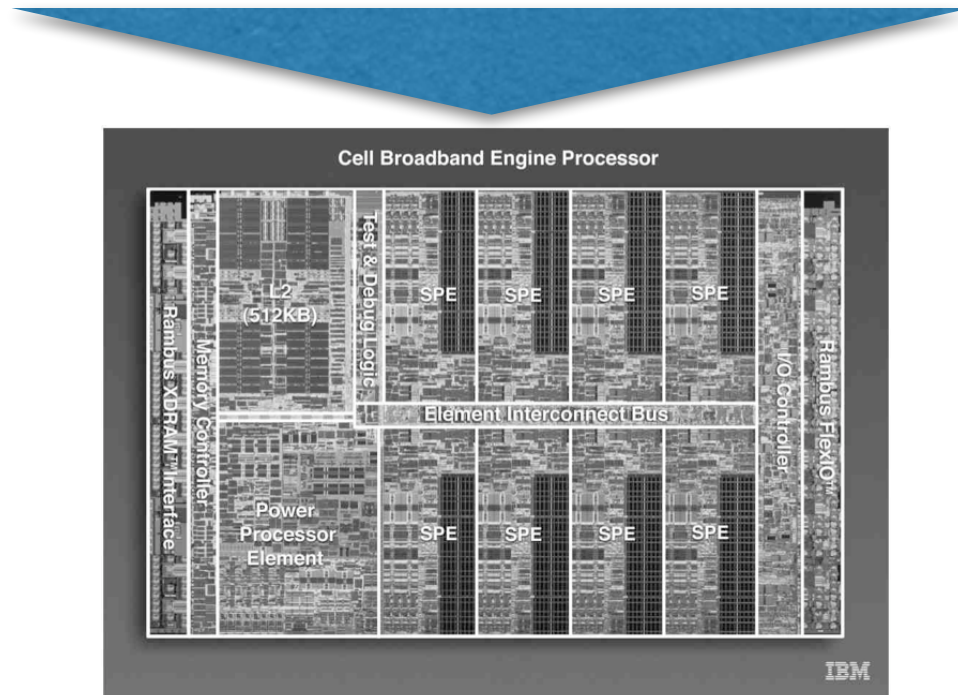 Cell Broadband Engine Processor
Rambus XDRAM™ Interface
Memory Controller
L2
(512KB)
Test & Debug Logic
SPE
SPE
SPE
SPE
I/O Controller
Rambus FlexIO™
Element Interconnect Bus
Power
Processor
Element
SPE
SPE
SPE
SPE
IBM